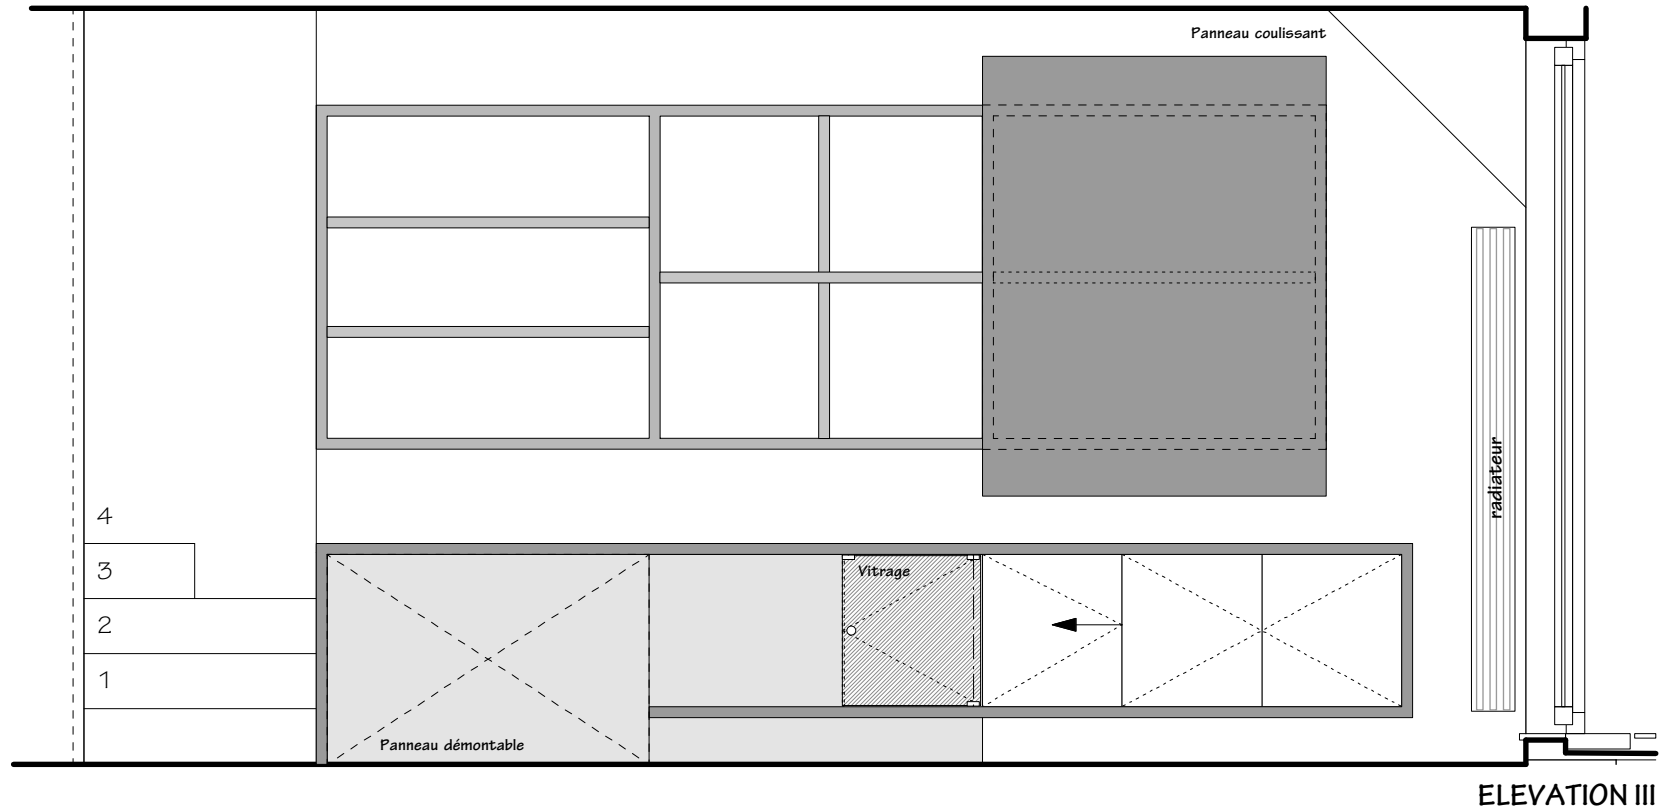 Panneau coulissant
radiateur
4
3
2
1
Vitrage
Panneau démontable
ELEVATION III